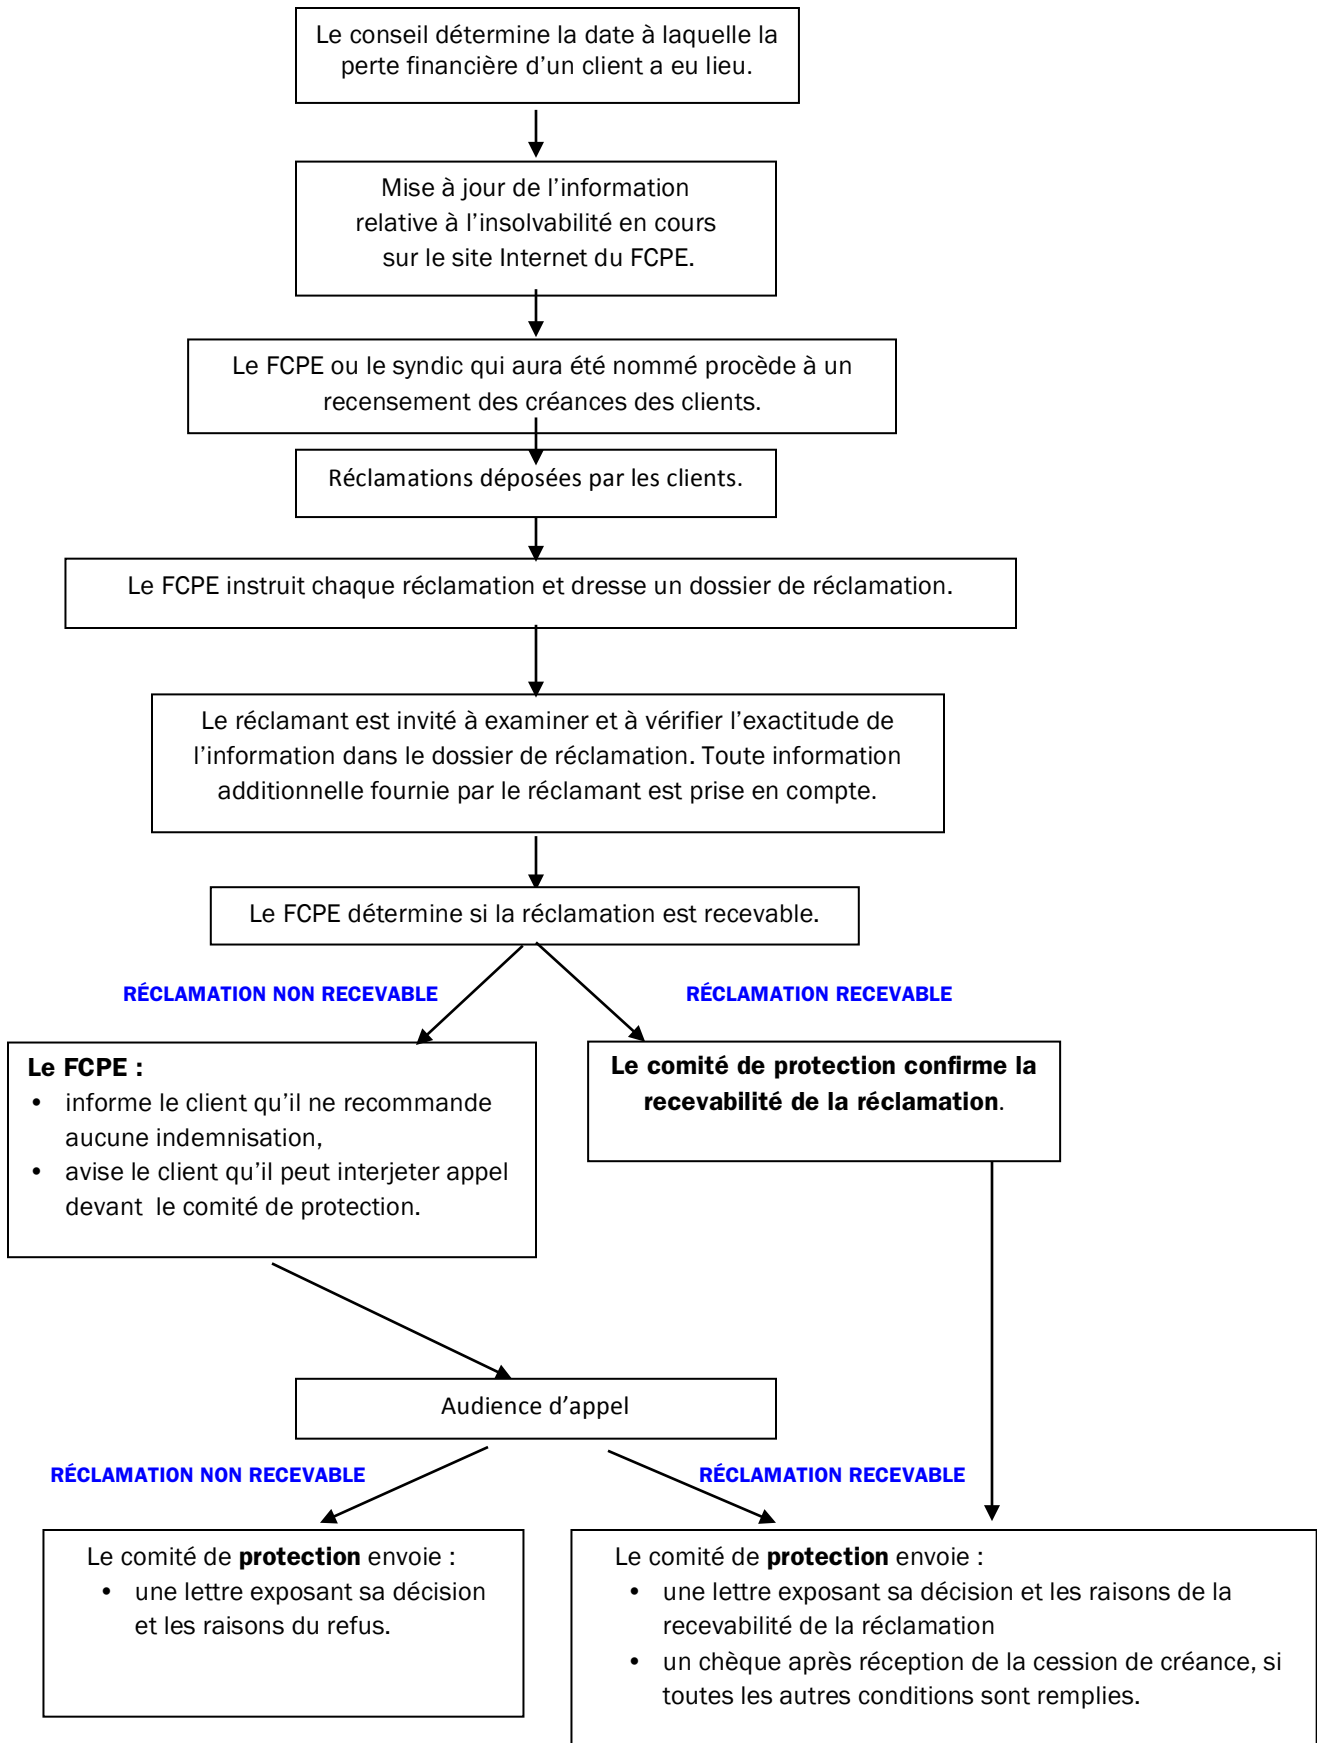 Le conseil détermine la date à laquelle la
perte financière d’un client a eu lieu.
Mise à jour de l’information
relative à l’insolvabilité en cours
sur le site Internet du FCPE.
Le FCPE ou le syndic qui aura été nommé procède à un
recensement des créances des clients.
Réclamations déposées par les clients.
Le FCPE instruit chaque réclamation et dresse un dossier de réclamation.
Le réclamant est invité à examiner et à vérifier l’exactitude de
l’information dans le dossier de réclamation. Toute information
additionnelle fournie par le réclamant est prise en compte.
Le FCPE détermine si la réclamation est recevable.
RÉCLAMATION NON RECEVABLE
RÉCLAMATION RECEVABLE
Le FCPE :
• informe le client qu’il ne recommande
aucune indemnisation,
• avise le client qu’il peut interjeter appel
devant le comité de protection.
Le comité de protection confirme la
recevabilité de la réclamation.
Audience d’appel
RÉCLAMATION NON RECEVABLE
RÉCLAMATION RECEVABLE
Le comité de protection envoie :
• une lettre exposant sa décision
et les raisons du refus.
Le comité de protection envoie :
• une lettre exposant sa décision et les raisons de la
recevabilité de la réclamation
• un chèque après réception de la cession de créance, si
toutes les autres conditions sont remplies.